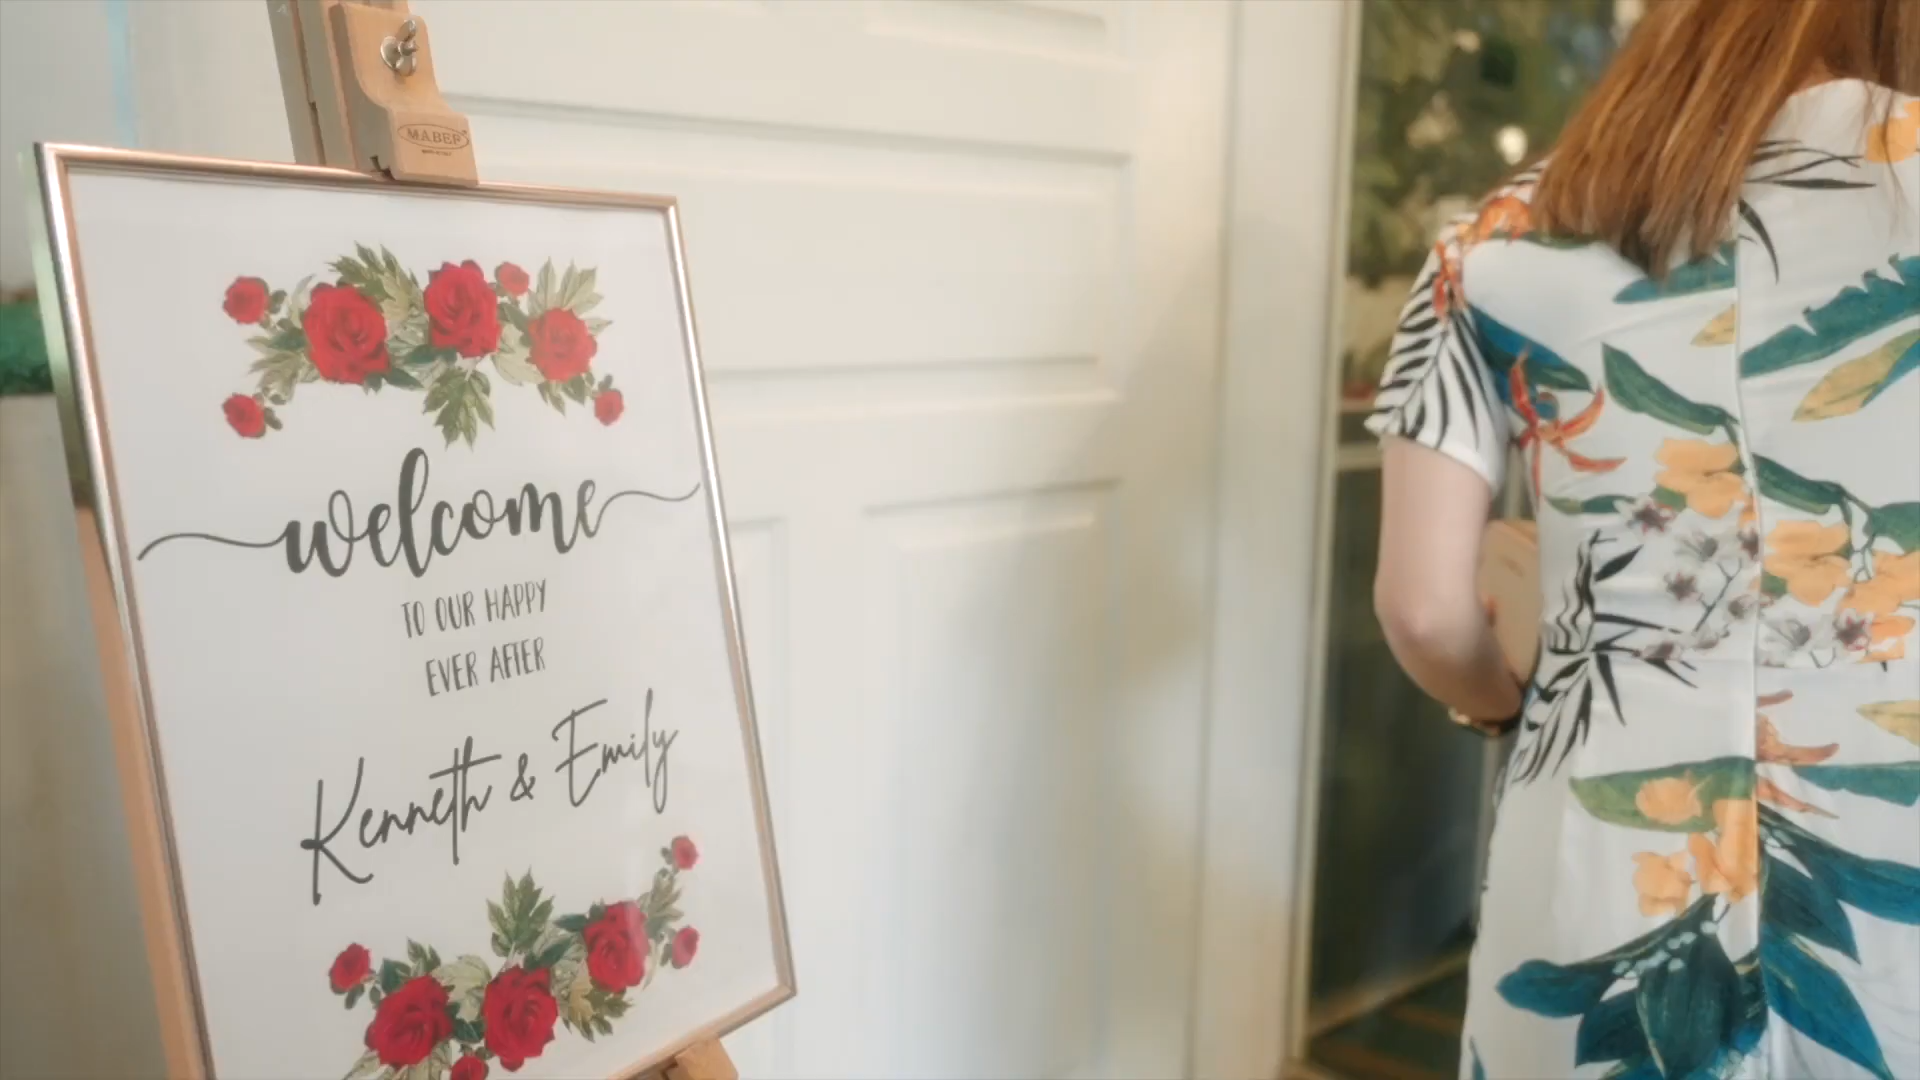 MABEF
welcome
TO OUR HAPPY
EVER AFTER
Kenneth & Emily